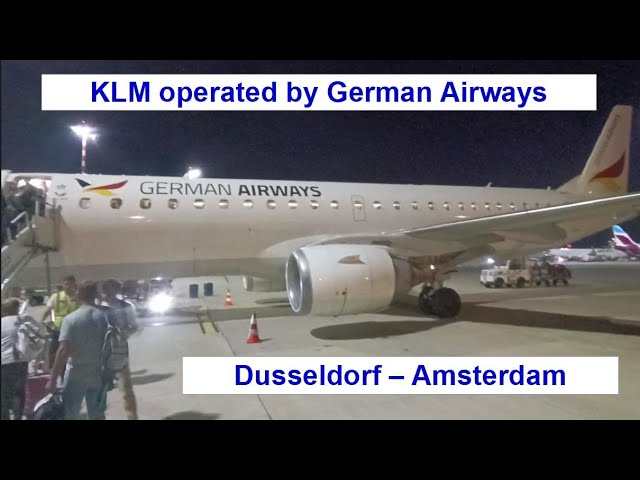 KLM operated by German Airways
GERMAN AIRWAYS
Dusseldorf – Amsterdam